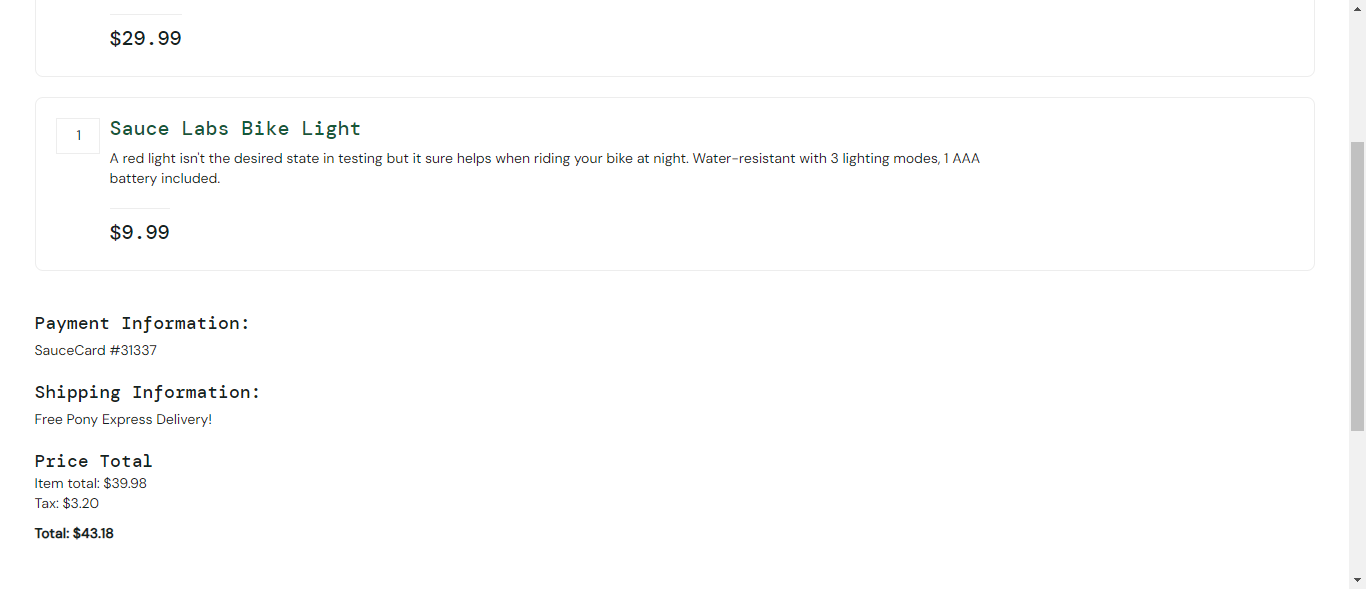 $29.99
1
Sauce Labs Bike Light
A red light isn't the desired state in testing but it sure helps when riding your bike at night. Water-resistant with 3 lighting modes, 1 AAA
battery included.
$9.99
Payment Information:
SauceCard #31337
Shipping Information:
Free Pony Express Delivery!
Price Total
Item total: $39.98
Tax: $3.20
Total: $43.18